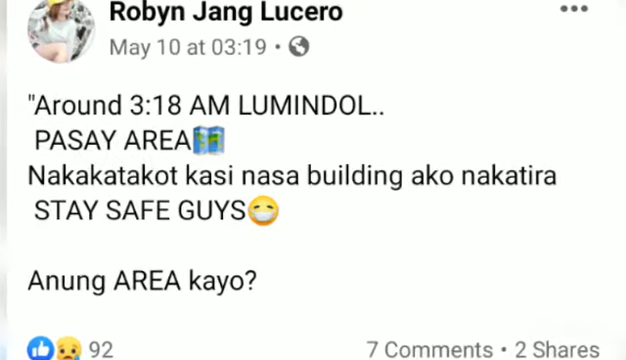 Robyn Jang Lucero
May 10 at 03:19 •
"Around 3:18 AM LUMINDOL..
PASAY AREA🗺️
Nakakatakot kasi nasa building ako nakatira
STAY SAFE GUYS😷
Anung AREA kayo?
92
7 Comments • 2 Shares